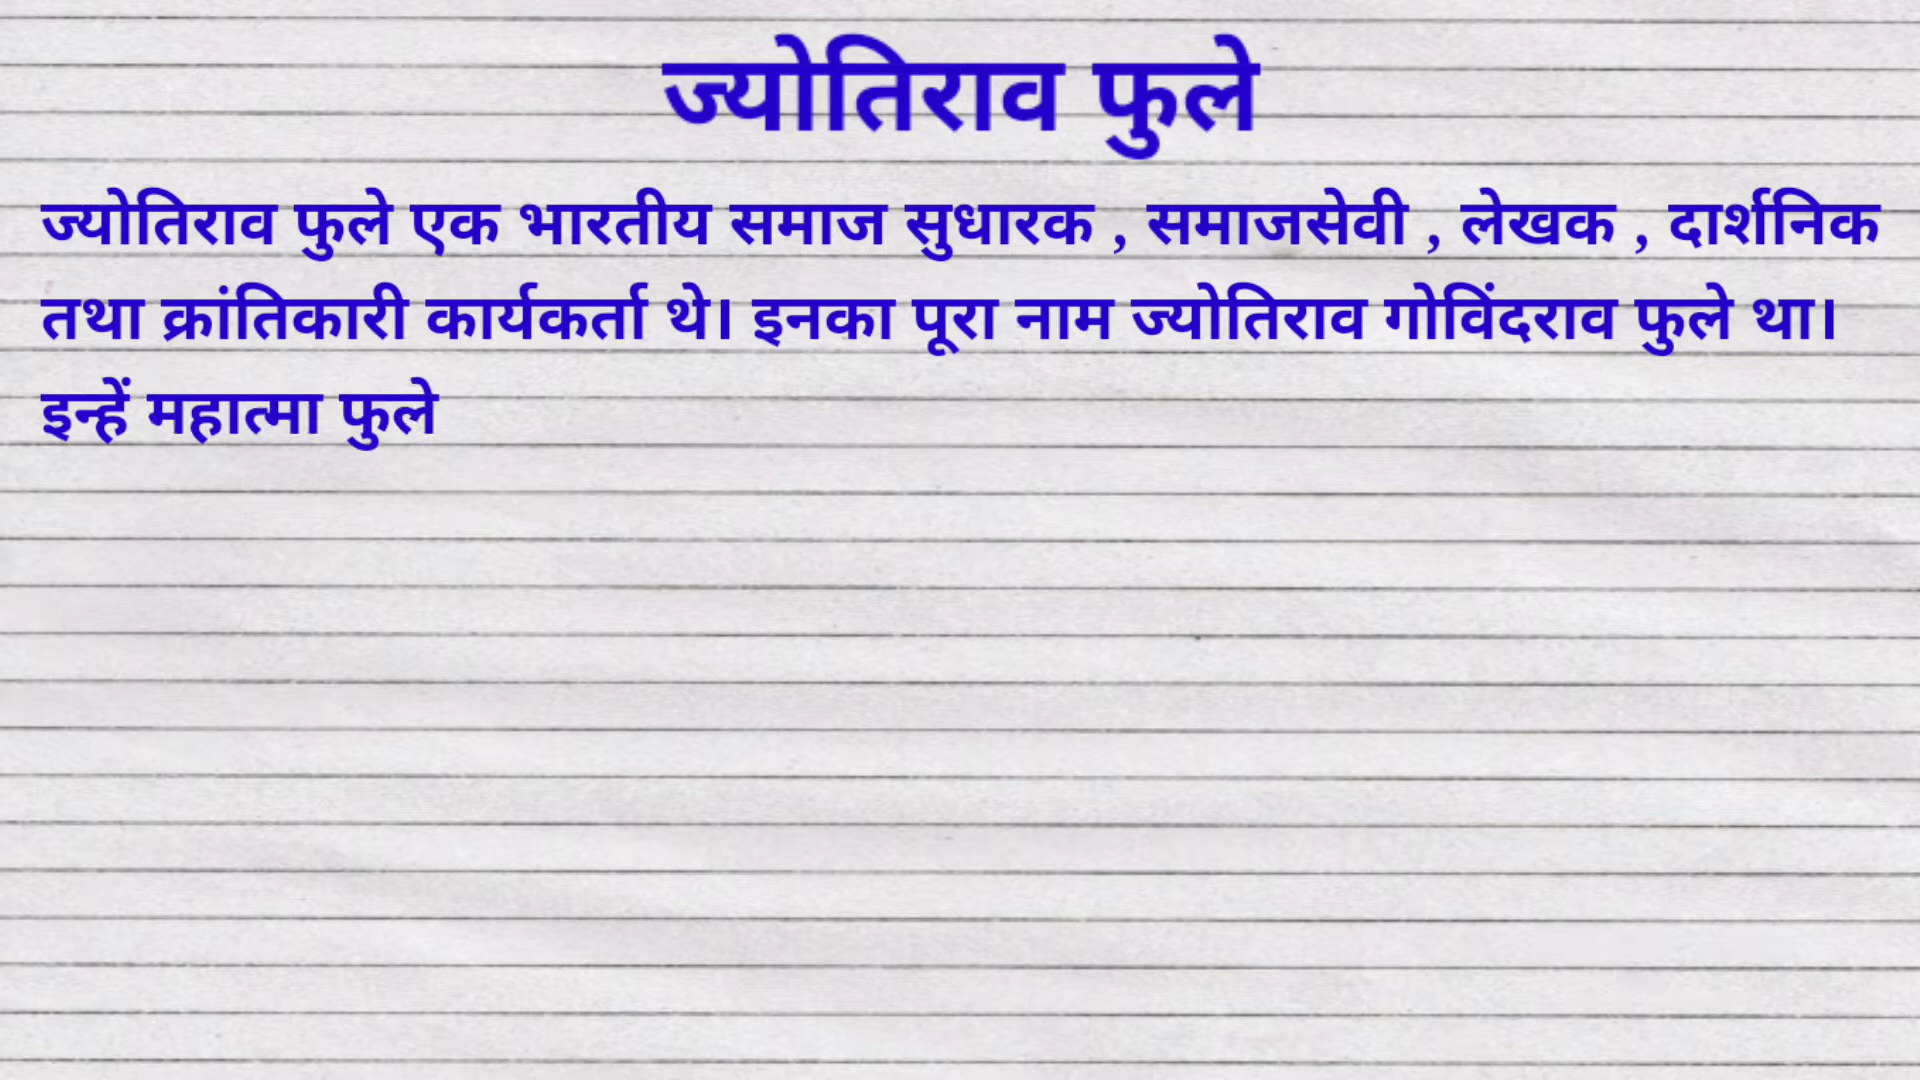 ज्योतिराव फुले
ज्योतिराव फुले एक भारतीय समाज सुधारक , समाजसेवी , लेखक , दार्शनिक
तथा क्रांतिकारी कार्यकर्ता थे। इनका पूरा नाम ज्योतिराव गोविंदराव फुले था।
इन्हें महात्मा फुले